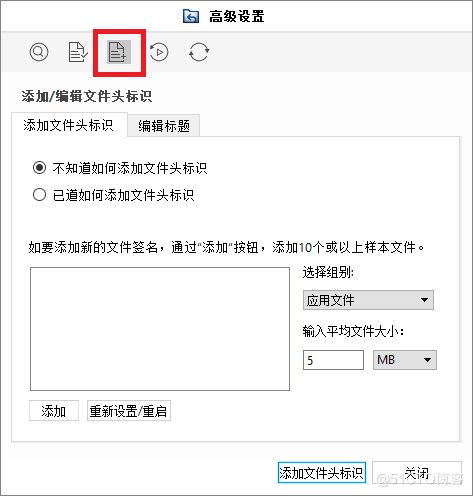 高级设置
添加/编辑文件头标识
添加文件头标识
编辑标题
不知道如何添加文件头标识
已道如何添加文件头标识
如要添加新的文件签名，通过“添加”按钮，添加10个或以上样本文件。
选择组别:
应用文件
输入平均文件大小:
5
MB
添加
重新设置/重启
添加文件头标识
关闭
@51CTO博客